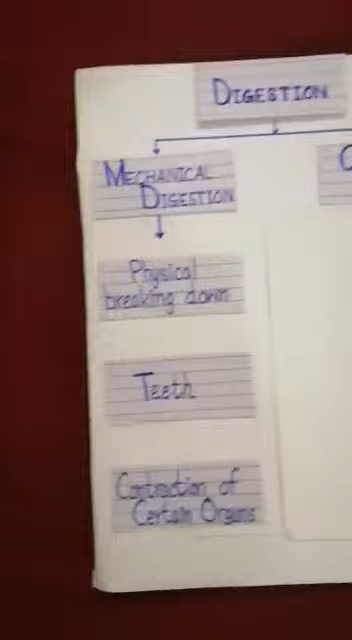 DIGESTION
MECHANICAL
DIGESTION
C
Physical
breaking down
Teeth
Contraction of
Certain Organs